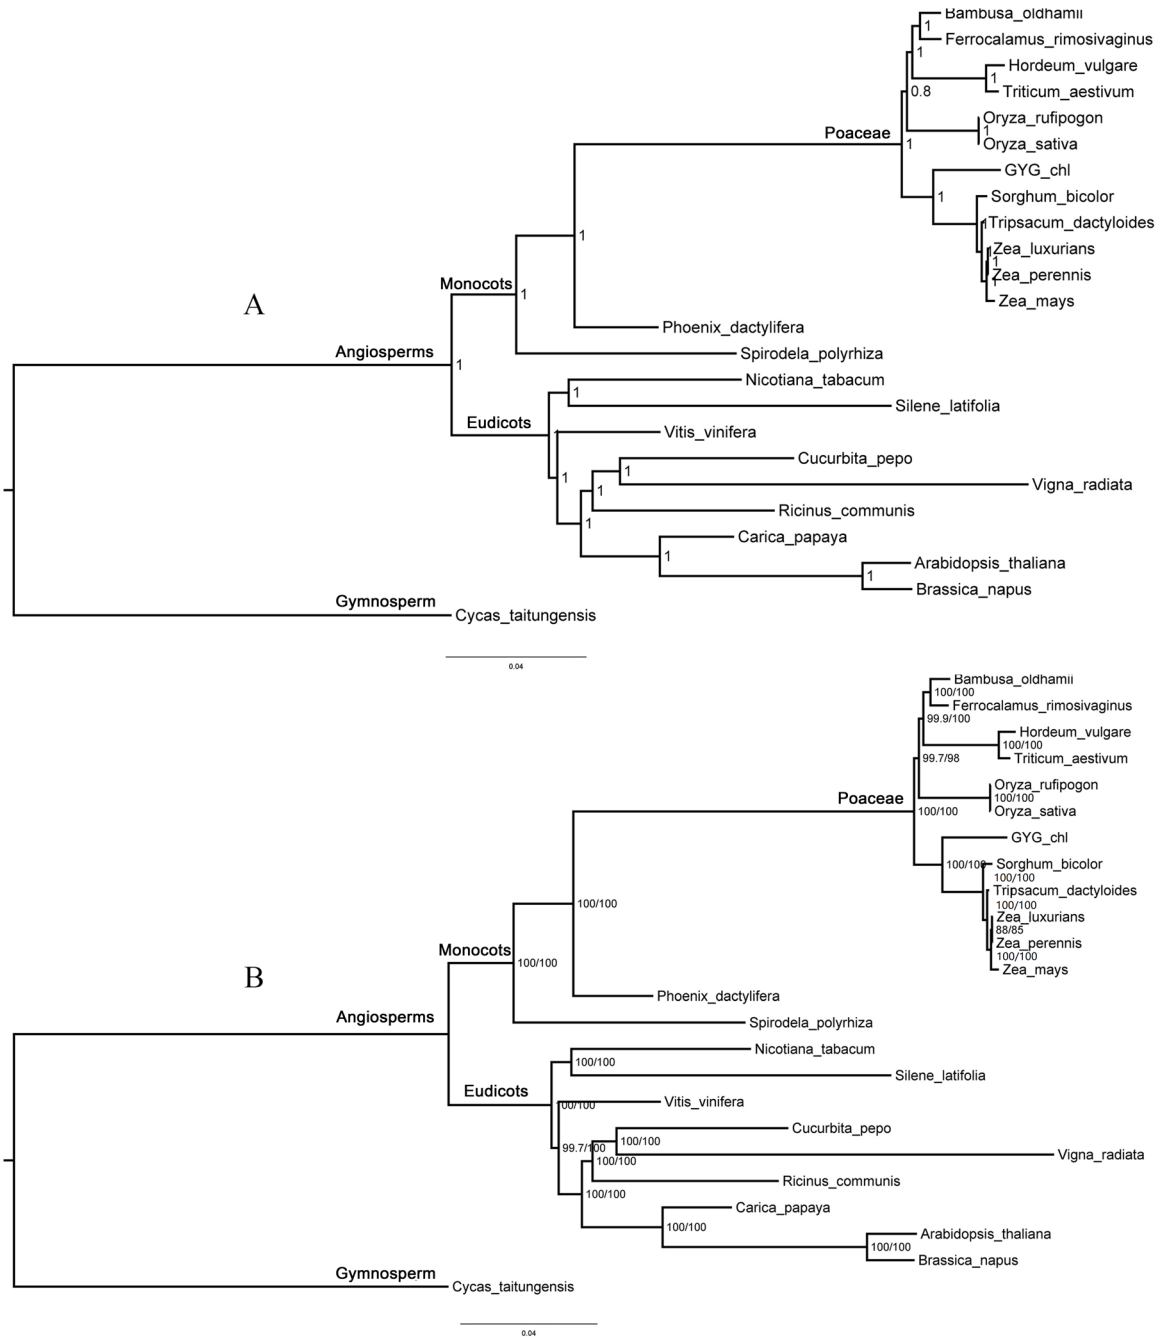 Bambusa_oldhamii
1
Ferrocalamus_rimosivaginus
1
Hordeum_vulgare
1
Triticum_aestivum
0.8
Oryza_rufipogon
1
Oryza_sativa
Poaceae
1
GYG_chl
1
Sorghum_bicolor
Tripsacum_dactyloides
1
Zea_luxurians
1
Zea_perennis
1
Zea_mays
1
Monocots
1
A
Phoenix_dactylifera
Spirodela_polyrhiza
Angiosperms
1
Nicotiana_tabacum
1
Silene_latifolia
Eudicots
Vitis_vinifera
Cucurbita_pepo
1
1
Vigna_radiata
1
Ricinus_communis
1
Carica_papaya
1
Arabidopsis_thaliana
1
Brassica_napus
Gymnosperm
Cycas_taitungensis
0.04
Bambusa_oldhamii
100/100
Ferrocalamus_rimosivaginus
99.9/100
Hordeum_vulgare
100/100
Triticum_aestivum
99.7/98
Oryza_rufipogon
100/100
Oryza_sativa
Poaceae
100/100
GYG_chl
100/100
Sorghum_bicolor
100/100
Tripsacum_dactyloides
100/100
Zea_luxurians
88/85
Zea_perennis
100/100
Zea_mays
100/100
Monocots
100/100
B
Phoenix_dactylifera
Angiosperms
Spirodela_polyrhiza
Nicotiana_tabacum
100/100
Silene_latifolia
Eudicots
100/100
Vitis_vinifera
Cucurbita_pepo
100/100
99.7/100
Vigna_radiata
100/100
Ricinus_communis
100/100
Carica_papaya
100/100
Arabidopsis_thaliana
100/100
Brassica_napus
Gymnosperm
Cycas_taitungensis
0.04